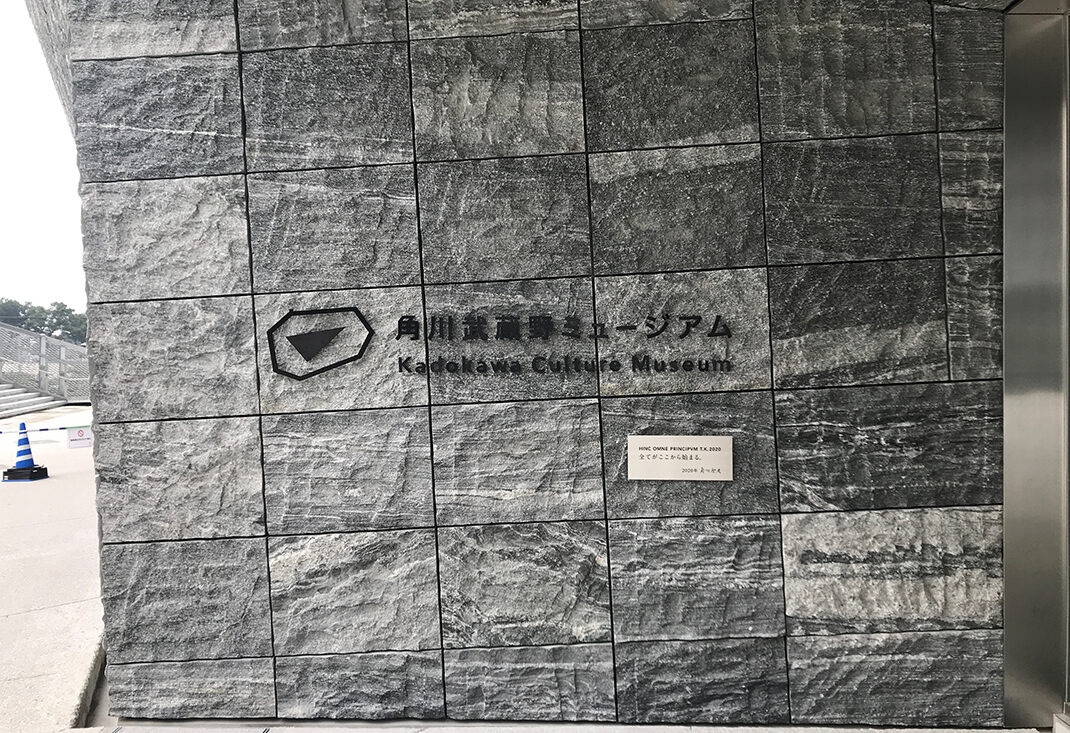 角川武蔵野ミュージアム
Kadokawa Culture Museum
HINC OMNE PRINCIPVM T.K.2020
全てがここから始まる。
2020年